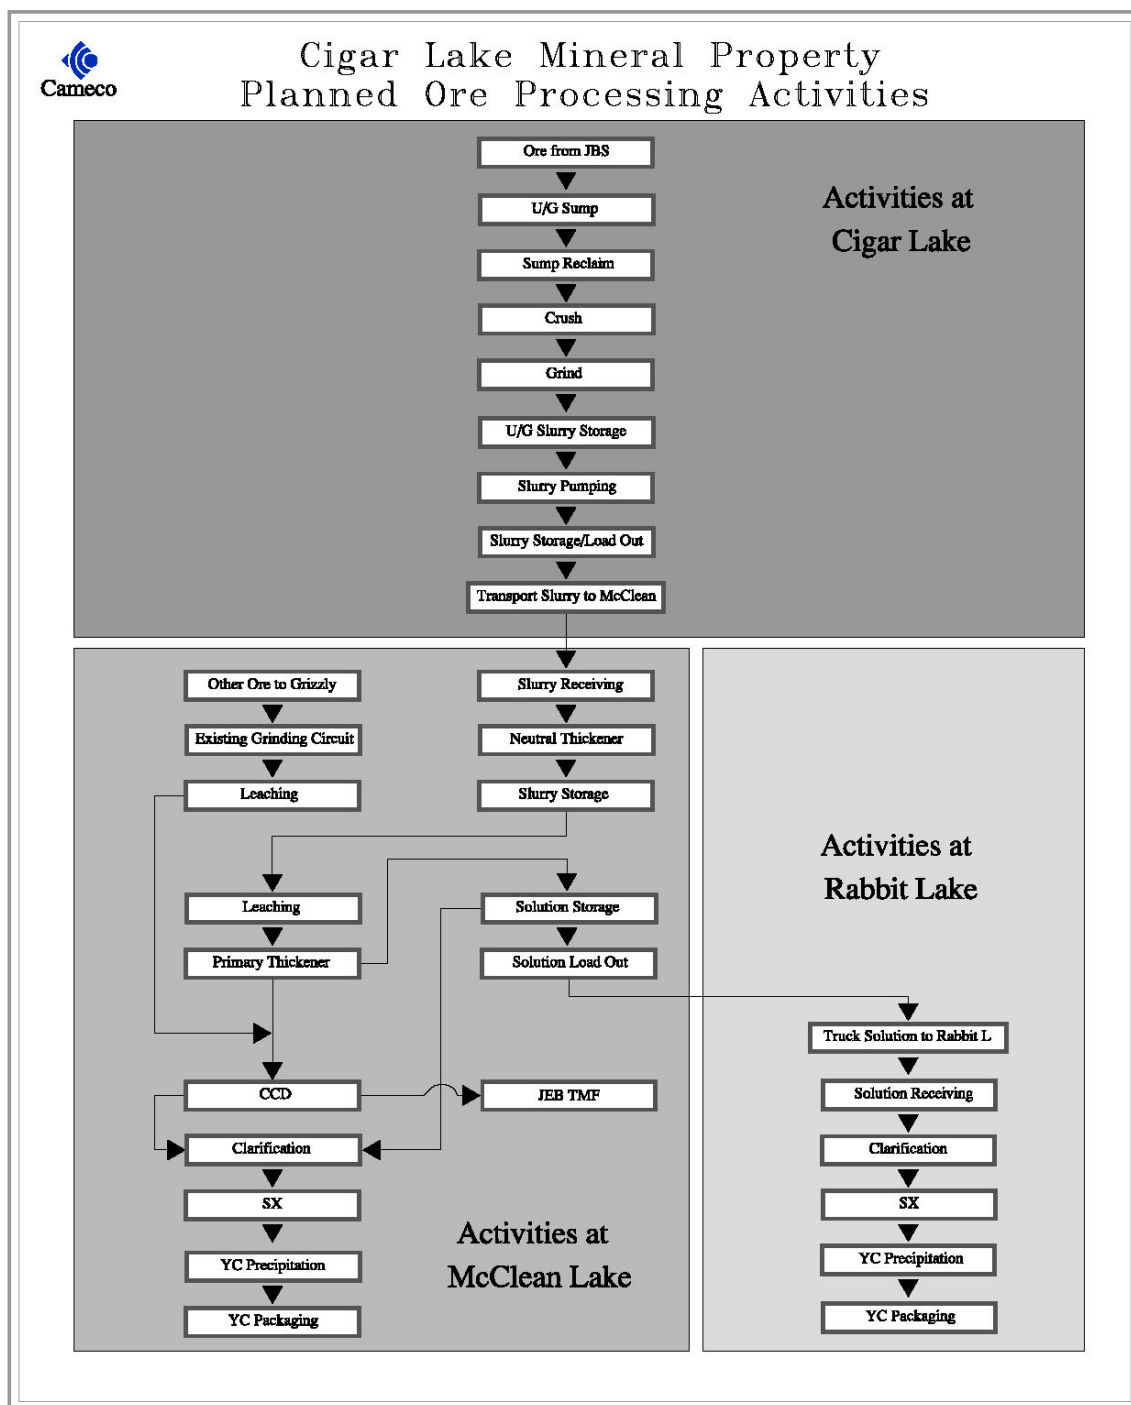 Cameco
Cigar Lake Mineral Property
Planned Ore Processing Activities
Activities at
Cigar Lake
Ore from JBS
U/G Sump
Sump Reclaim
Crush
Grind
U/G Slurry Storage
Slurry Pumping
Slurry Storage/Load Out
Transport Slurry to McClean
Other Ore to Grizzly
Existing Grinding Circuit
Leaching
Slurry Receiving
Neutral Thickener
Slurry Storage
Leaching
Primary Thickener
Solution Storage
Solution Load Out
CCD
JEB TMF
Clarification
SX
YC Precipitation
YC Packaging
Activities at
McClean Lake
Activities at
Rabbit Lake
Truck Solution to Rabbit L
Solution Receiving
Clarification
SX
YC Precipitation
YC Packaging